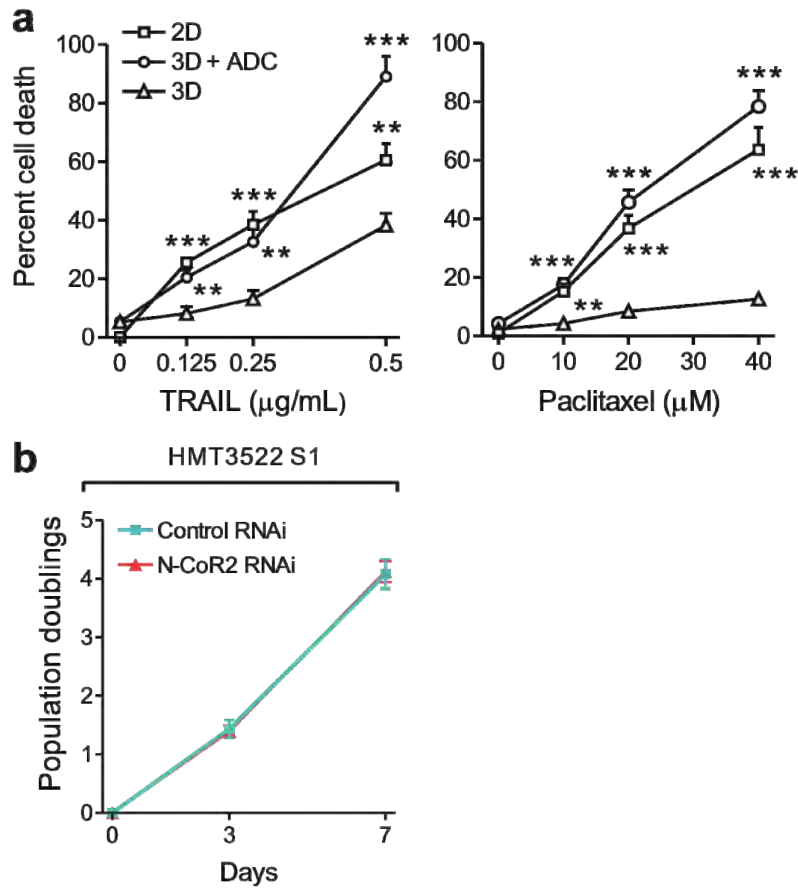 a
2D
3D + ADC
3D
Percent cell death
100
80
60
40
20
0
***
**
***
**
***
**
0 0.125 0.25 0.5
TRAIL (μg/mL)
100
80
60
40
20
0
***
***
***
***
***
**
0 10 20 30 40
Paclitaxel (μM)
b
HMT3522 S1
Control RNAi
N-CoR2 RNAi
Population doublings
5
4
3
2
1
0
0 3 7
Days